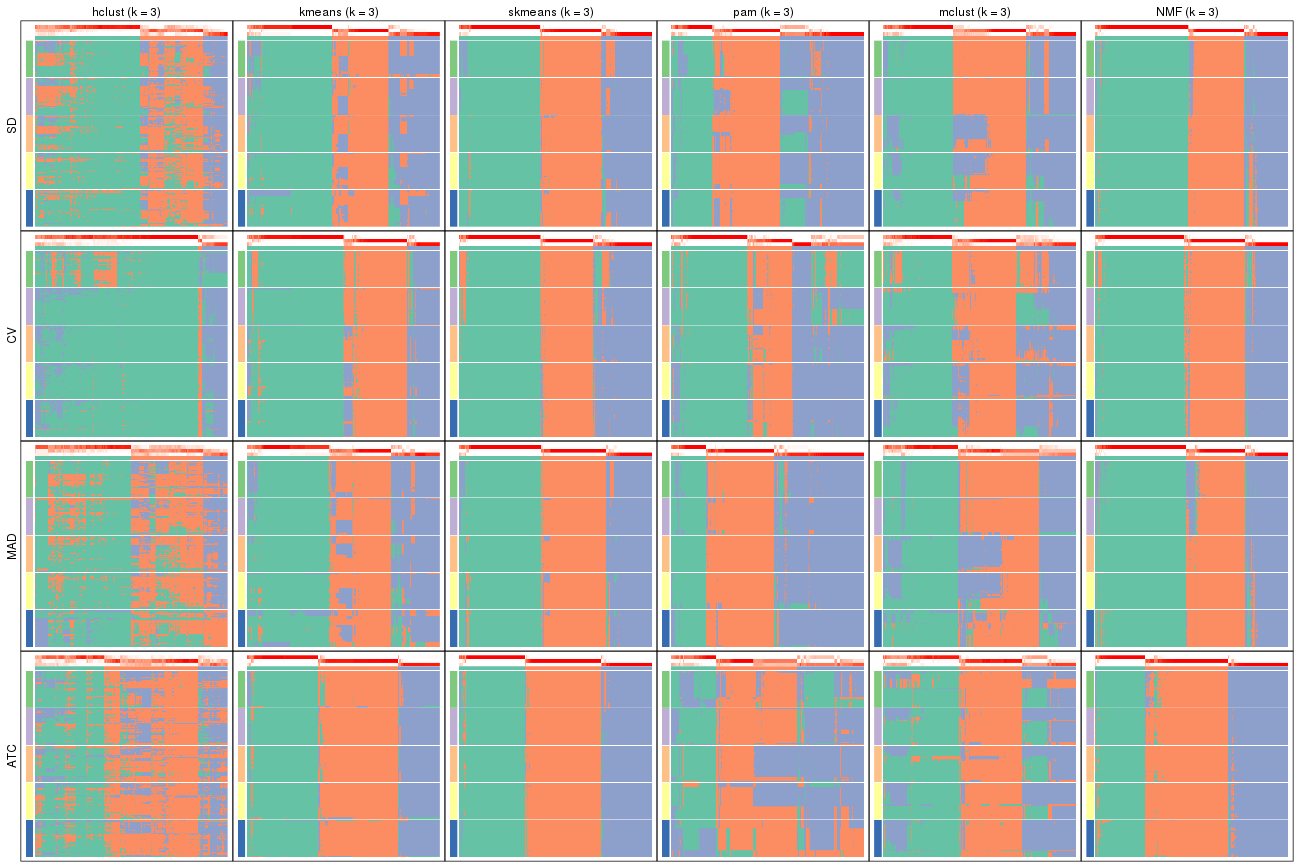 hclust (k = 3) kmeans (k = 3) skmeans (k = 3) pam (k = 3) mclust (k = 3) NMF (k = 3)
SD
CV
MAD
ATC